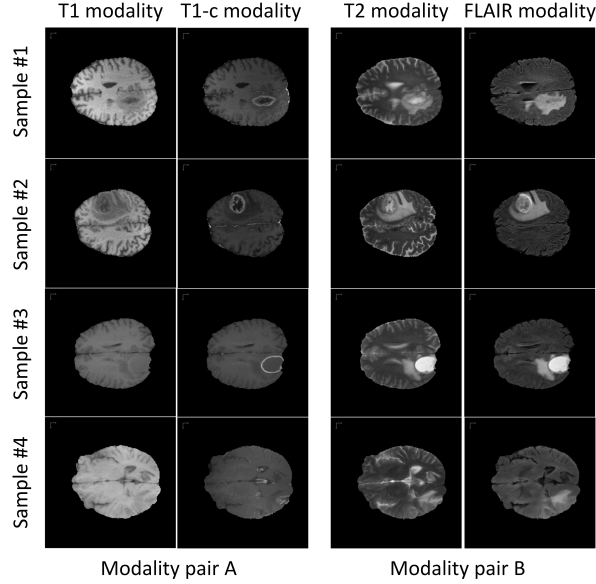 T1 modality T1-c modality T2 modality FLAIR modality
Sample #1
Sample #2
Sample #3
Sample #4
Modality pair A Modality pair B